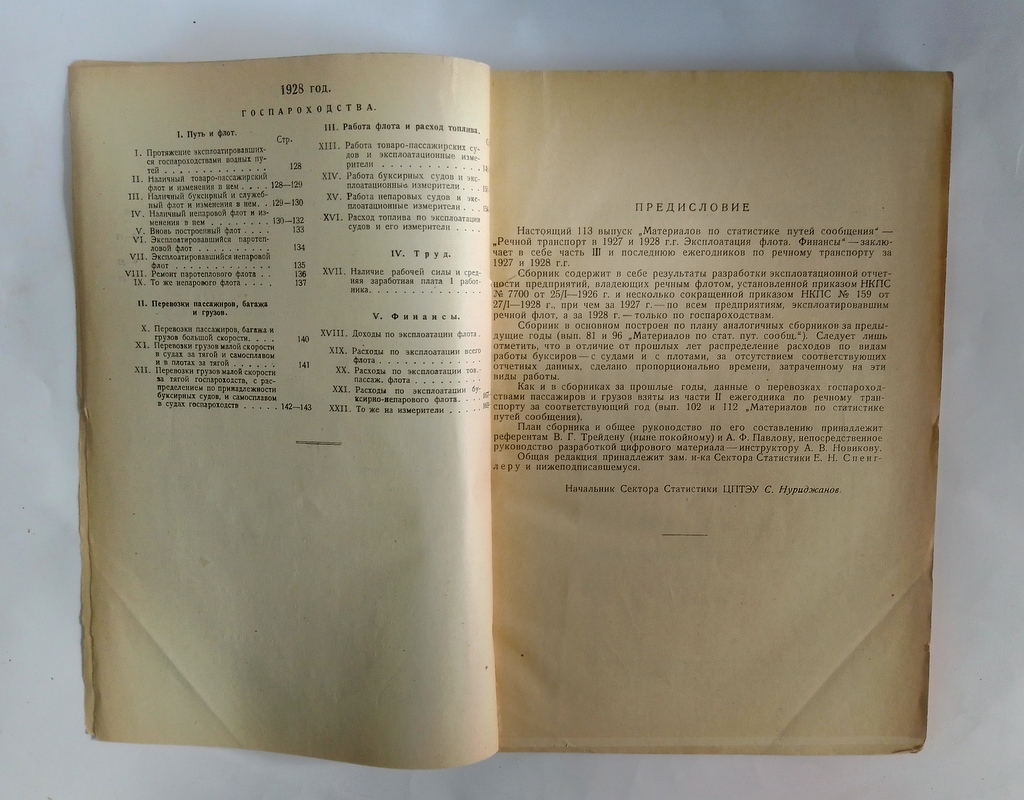 1928 год.
ГОСПАРОХОДСТВА.
I. Путь и флот.
Стр.
I. Протяжение эксплоатировавших-
ся госпароходствами водных пу-
тей . . . . . . . . . . . . . 128
II. Наличный товаро-пассажирский
флот и изменения в нем . . . . 128—129
III. Наличный буксирный и служеб-
ный флот и изменения в нем. . 129—130
IV. Наличный непаровой флот и из-
менения в нем . . . . . . . . 130—132
V. Вновь построенный флот . . . . 133
VI. Эксплоатировавшийся паротеп-
ловой флот . . . . . . . . . . 134
VII. Эксплоатировавшийся непаровой
флот . . . . . . . . . . . . . 135
VIII. Ремонт паротеплового флота . . 136
IX. То же непарового флота . . . . 137
II. Перевозки пассажиров, багажа
и грузов.
X. Перевозки пассажиров, багажа и
грузов большой скорости. . . . 140
XI. Перевозки грузов малой скорости
в судах за тягой и самосплавом
и в плотах за тягой . . . . . . 141
XII. Перевозки грузов малой скорости
за тягой госпароходств, с рас-
пределением по принадлежности
буксирных судов, и самосплавом
в судах госпароходств . . . . . 142—143
III. Работа флота и расход топлива.
XIII. Работа товаро-пассажирских су-
дов и эксплоатационные изме-
рители . . . . . . . . . . .
XIV. Работа буксирных судов и экс-
плоатационные измерители . . .
XV. Работа непаровых судов и экс-
плоатационные измерители . . .
XVI. Расход топлива по эксплоатации
судов и его измерители . . . .
IV. Труд.
XVII. Наличие рабочей силы и сред-
няя заработная плата 1 работ-
ника. . . . . . . . . . . . .
V. Финансы.
XVIII. Доходы по эксплоатации флота .
XIX. Расходы по эксплоатации всего
флота . . . . . . . . . . . .
XX. Расходы по эксплоатации тов.-
пассаж. флота . . . . . . . .
XXI. Расходы по эксплоатации бу-
ксирно-непарового флота. . . .
XXII. То же на измерители . . . . .
ПРЕДИСЛОВИЕ
Настоящий 113 выпуск „Материалов по статистике путей сообщения“ —
„Речной транспорт в 1927 и 1928 г.г. Эксплоатация флота. Финансы“ — заклю-
чает в себе часть III и последнюю ежегодников по речному транспорту за
1927 и 1928 г.г.
Сборник содержит в себе результаты разработки эксплоатационной отчет-
ности предприятий, владеющих речным флотом, установленной приказом НКПС
№ 7700 от 25/I—1926 г. и несколько сокращенной приказом НКПС № 159 от
27/I—1928 г., при чем за 1927 г.— по всем предприятиям, эксплоатировавшим
речной флот, а за 1928 г. — только по госпароходствам.
Сборник в основном построен по плану аналогичных сборников за преды-
дущие годы (вып. 81 и 96 „Материалов по стат. пут. сообщ.“). Следует лишь
отметить, что в отличие от прошлых лет распределение расходов по видам
работы буксиров — с судами и с плотами, за отсутствием соответствующих
отчетных данных, сделано пропорционально времени, затраченному на эти
виды работы.
Как и в сборниках за прошлые годы, данные о перевозках госпароход-
ствами пассажиров и грузов взяты из части II ежегодника по речному тран-
спорту за соответствующий год (вып. 102 и 112 „Материалов по статистике
путей сообщения).
План сборника и общее руководство по его составлению принадлежит
референтам В. Г. Трейдену (ныне покойному) и А. Ф. Павлову, непосредственное
руководство разработкой цифрового материала — инструктору А. В. Новикову.
Общая редакция принадлежит зам. н-ка Сектора Статистики Е. Н. Спенг-
леру и нижеподписавшемуся.
Начальник Сектора Статистики ЦПТЭУ С. Нуриджанов.